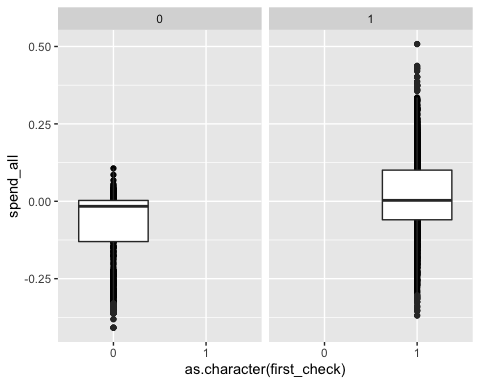 0 1
0.50
0.25
0.00
-0.25
spend_all
0 1 0 1
as.character(first_check)